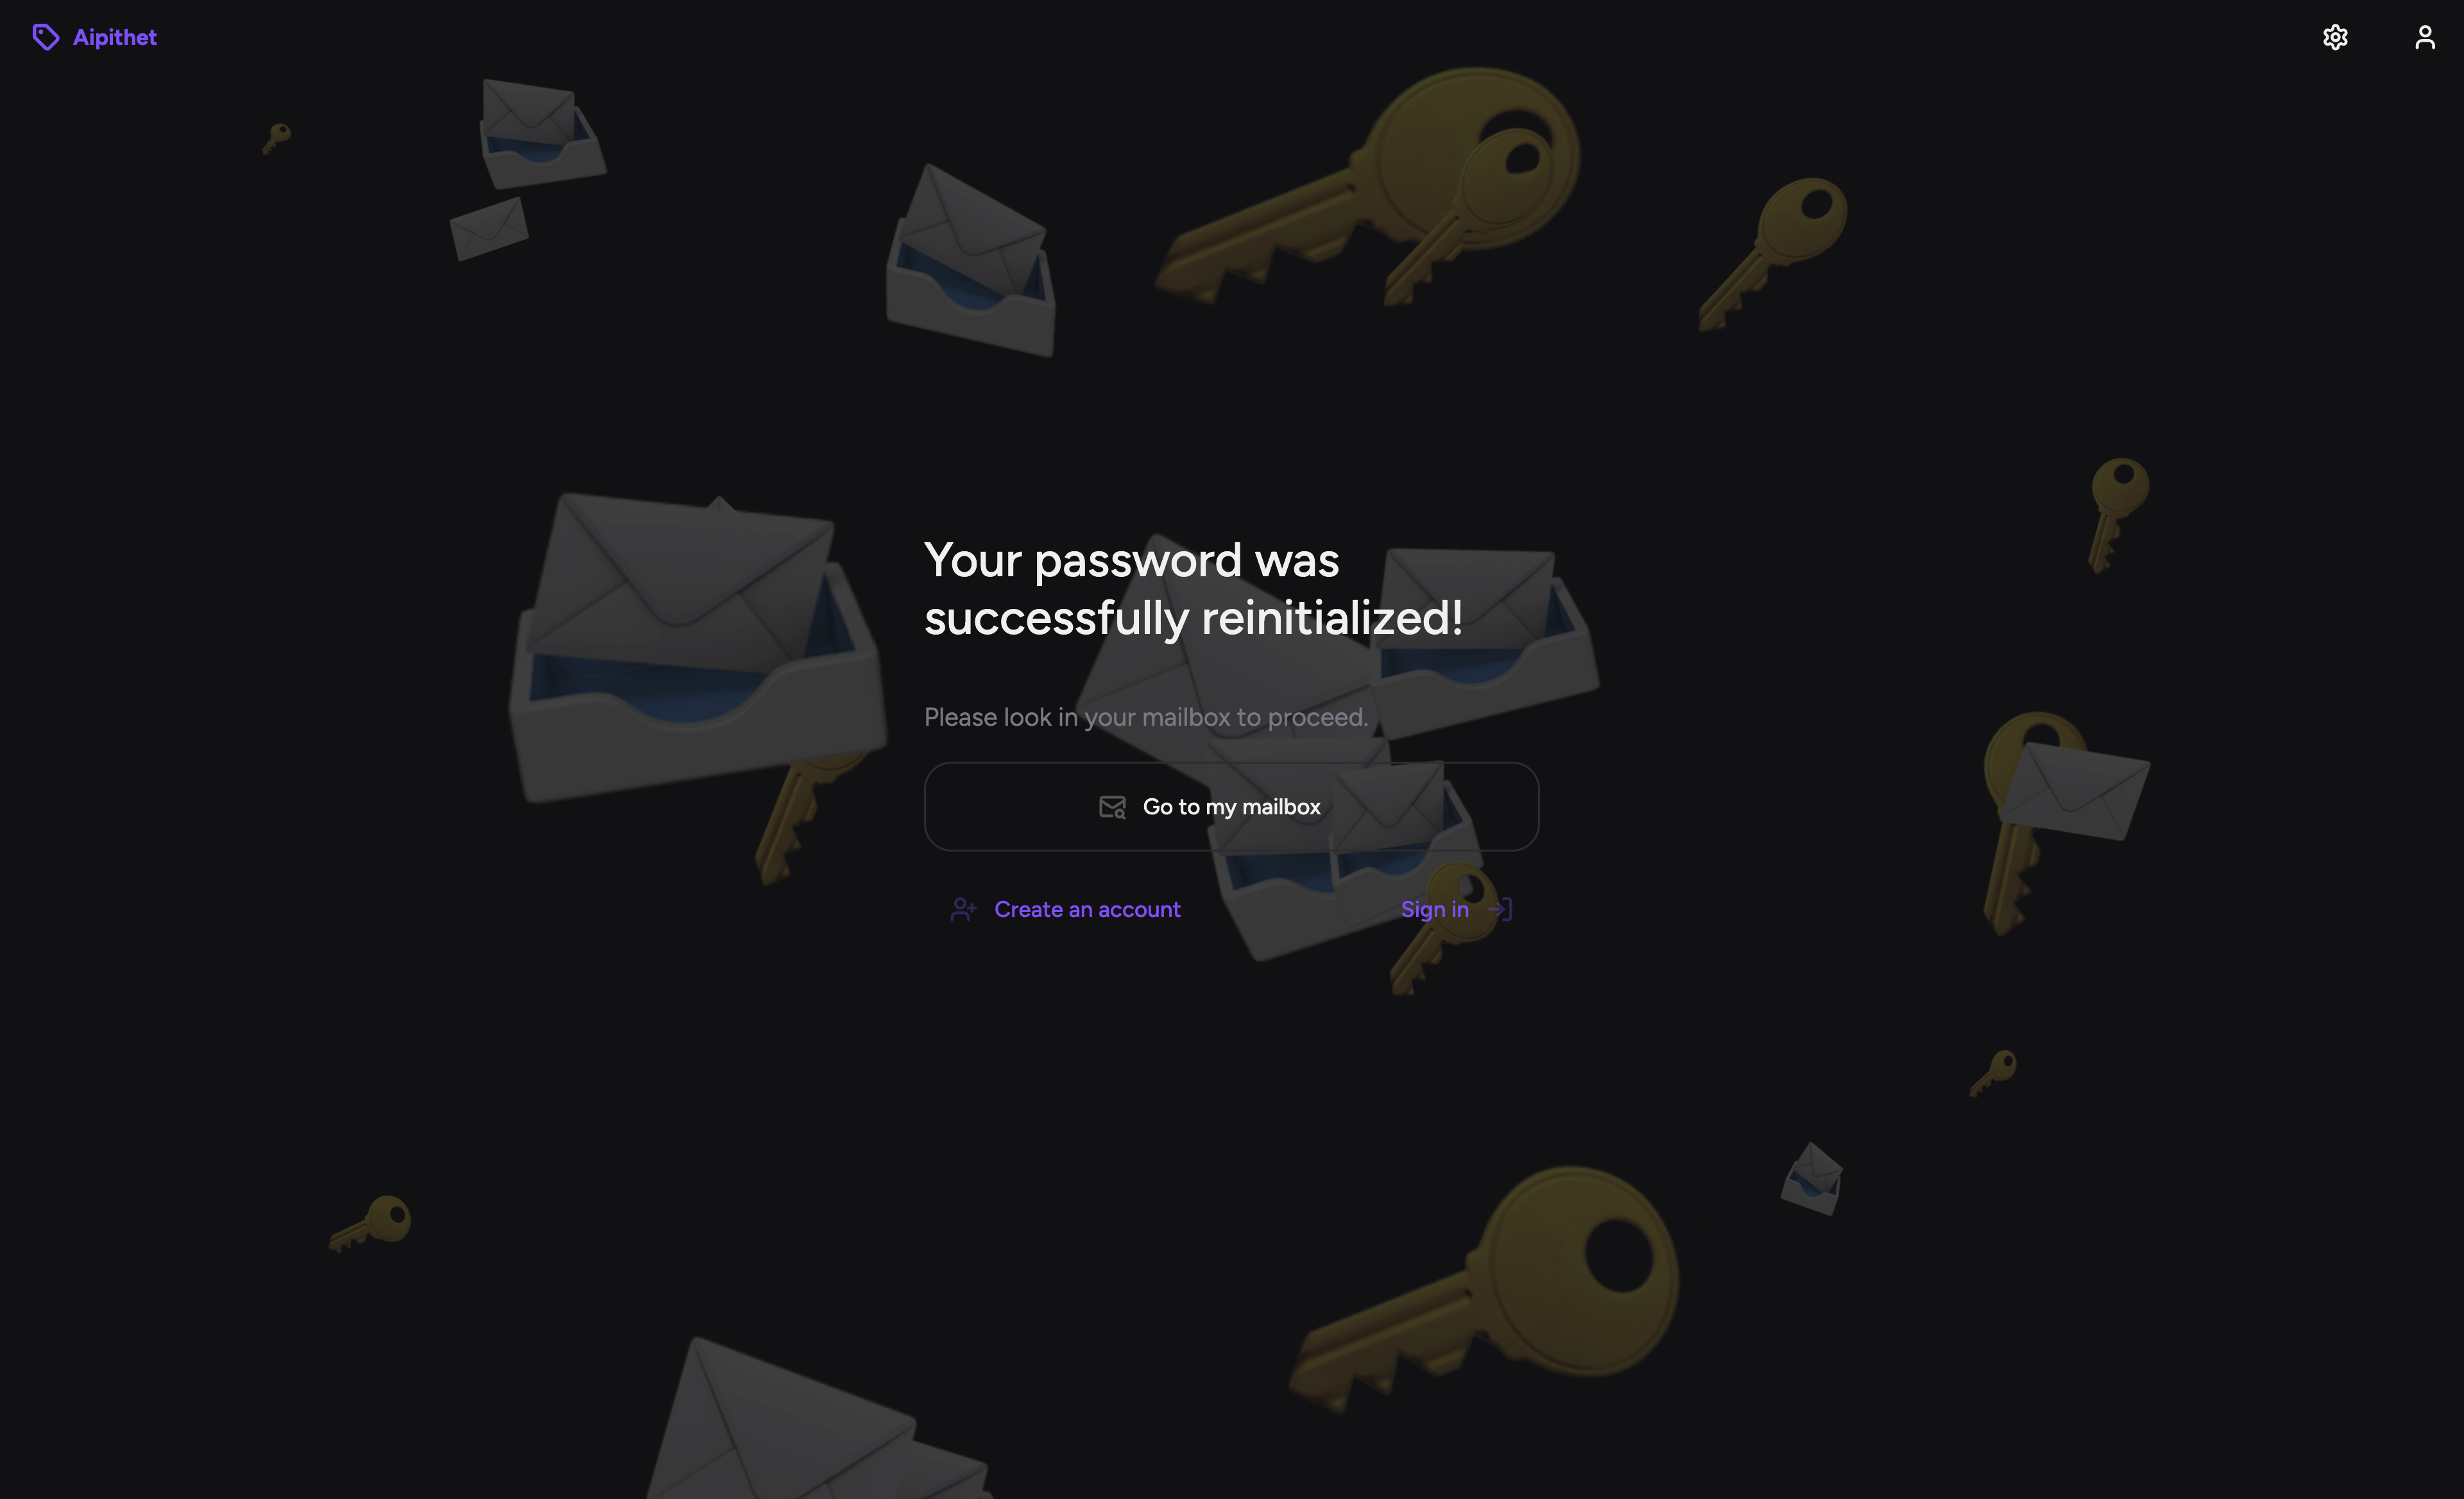 Aipithet
Your password was
successfully reinitialized!
Please look in your mailbox to proceed.
Go to my mailbox
Create an account
Sign in